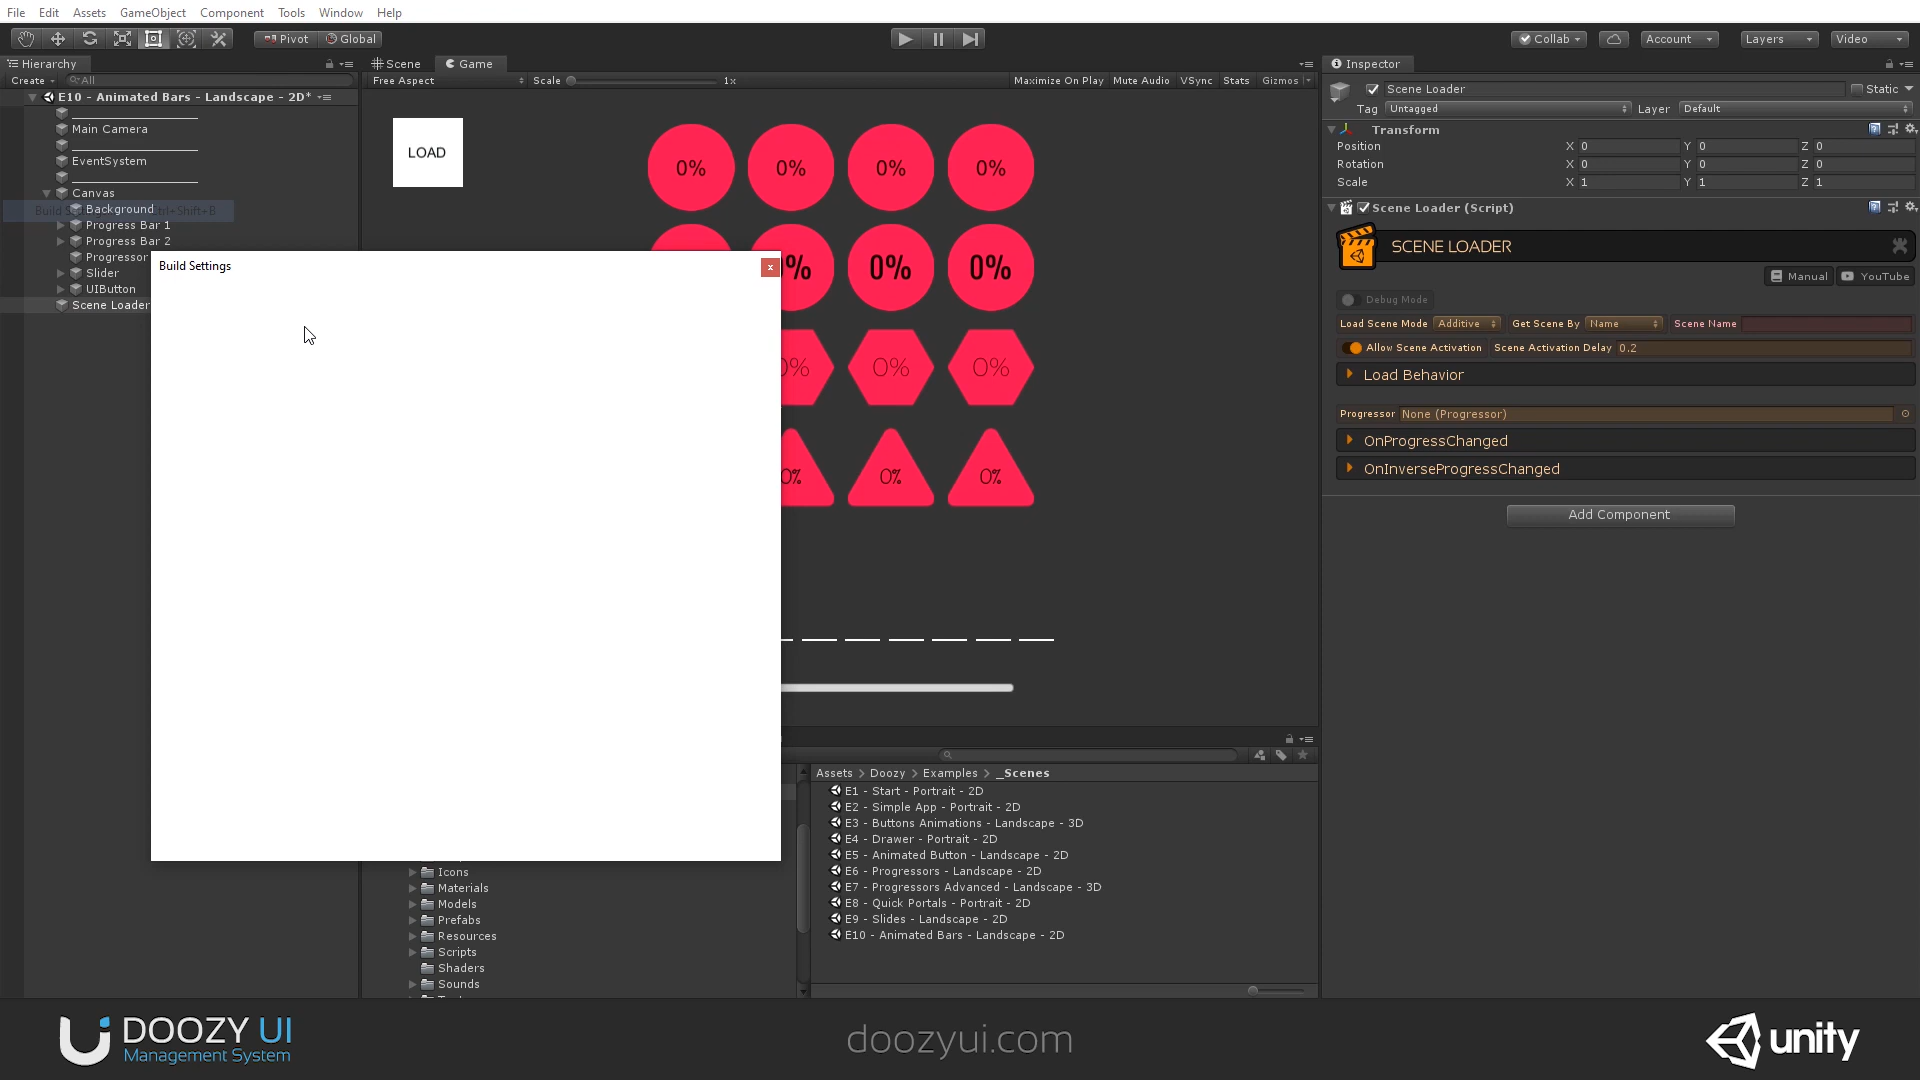 File Edit Assets GameObject Component Tools Window Help
Pivot Global
Collab Account Layers Video
Hierarchy
Create All
E10 - Animated Bars - Landscape - 2D*
Main Camera
EventSystem
Canvas
Background
Progress Bar 1
Progress Bar 2
Progressor
Slider
UIButton
Scene Loader
Build Settings
Scene Game
Free Aspect Scale 1x Maximize On Play Mute Audio VSync Stats Gizmos
LOAD
0% 0% 0% 0%
0% 0% 0%
0% 0% 0%
0% 0% 0%
Assets > Doozy > Examples > _Scenes
E1 - Start - Portrait - 2D
E2 - Simple App - Portrait - 2D
E3 - Buttons Animations - Landscape - 3D
E4 - Drawer - Portrait - 2D
E5 - Animated Button - Landscape - 2D
E6 - Progressors - Landscape - 2D
E7 - Progressors Advanced - Landscape - 3D
E8 - Quick Portals - Portrait - 2D
E9 - Slides - Landscape - 2D
E10 - Animated Bars - Landscape - 2D
Icons
Materials
Models
Prefabs
Resources
Scripts
Shaders
Sounds
Inspector
Scene Loader Static
Tag Untagged Layer Default
Transform
Position X 0 Y 0 Z 0
Rotation X 0 Y 0 Z 0
Scale X 1 Y 1 Z 1
Scene Loader (Script)
SCENE LOADER
Manual YouTube
Debug Mode
Load Scene Mode Additive Get Scene By Name Scene Name
Allow Scene Activation Scene Activation Delay 0.2
Load Behavior
Progressor None (Progressor)
OnProgressChanged
OnInverseProgressChanged
Add Component
DOOZY UI
Management System
doozyui.com
unity